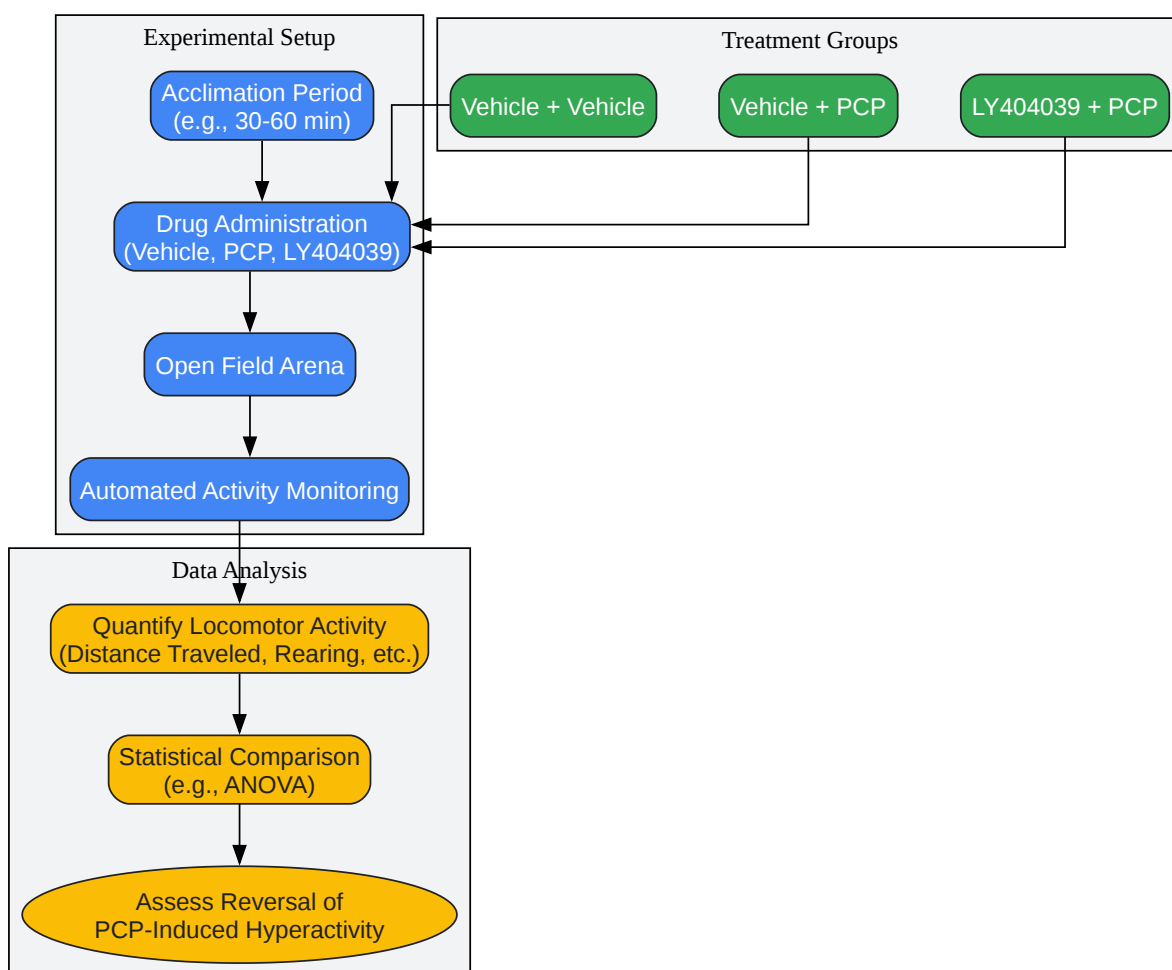 Experimental Setup
Acclimation Period
(e.g., 30-60 min)
Drug Administration
(Vehicle, PCP, LY404039)
Open Field Arena
Automated Activity Monitoring
Treatment Groups
Vehicle + Vehicle
Vehicle + PCP
LY404039 + PCP
Data Analysis
Quantify Locomotor Activity
(Distance Traveled, Rearing, etc.)
Statistical Comparison
(e.g., ANOVA)
Assess Reversal of
PCP-Induced Hyperactivity